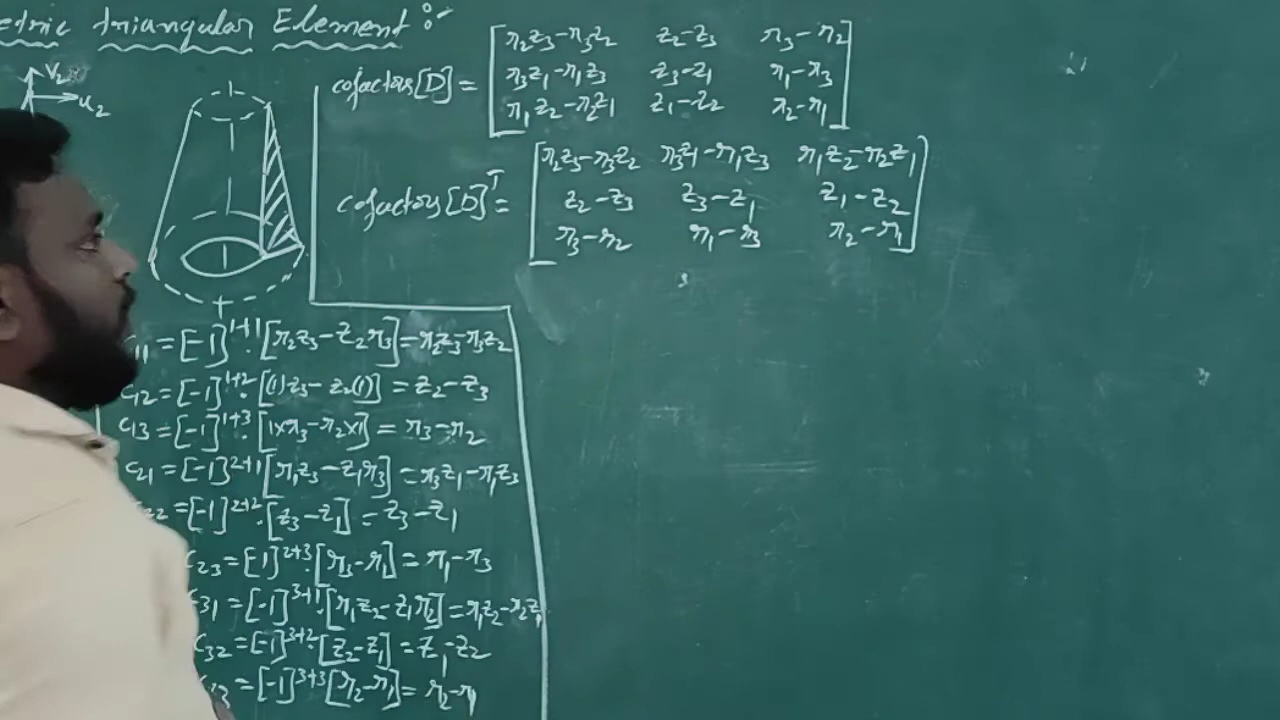 etric triangular Element :-
V2
u2
cofactors [D] = [ r2z3-r3z2 z2-z3 r3-r2
r3z1-r1z3 z3-z1 r1-r3
r1z2-r2z1 z1-z2 r2-r1 ]
cofactors [D]^T = [ r2z3-r3z2 r3z1-r1z3 r1z2-r2z1
z2-z3 z3-z1 z1-z2
r3-r2 r1-r3 r2-r1 ]
c11 = [-1]^1+1 . [r2z3-z2r3] = r2z3-r3z2
c12 = [-1]^1+2 . [(1)z3-z2(1)] = z2-z3
c13 = [-1]^1+3 . [1×r3-r2×1] = r3-r2
c21 = [-1]^2+1 [r1z3-z1r3] = r3z1-r1z3
22 = [-1]^2+2 . [z3-z1] = z3-z1
c23 = [-1]^2+3 . [r3-r1] = r1-r3
c31 = [-1]^3+1 . [r1z2-z1r2] = r1z2-r2z1
c32 = [-1]^3+2 . [z2-z1] = z1-z2
= [-1]^3+3 [r2-r1] = r2-r1